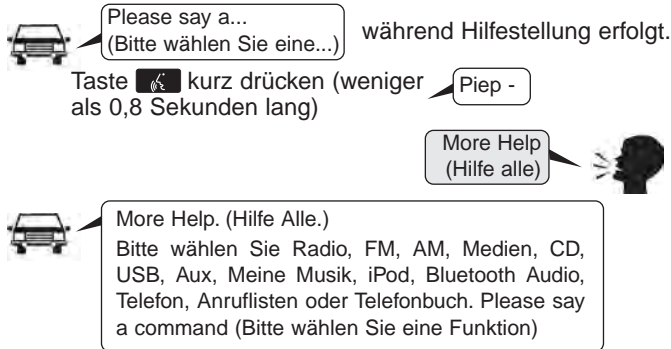 Please say a...
(Bitte wählen Sie eine...)
während Hilfestellung erfolgt.
Taste kurz drücken (weniger
als 0,8 Sekunden lang)
Piep -
More Help
(Hilfe alle)
More Help. (Hilfe Alle.)
Bitte wählen Sie Radio, FM, AM, Medien, CD,
USB, Aux, Meine Musik, iPod, Bluetooth Audio,
Telefon, Anruflisten oder Telefonbuch. Please say
a command (Bitte wählen Sie eine Funktion)